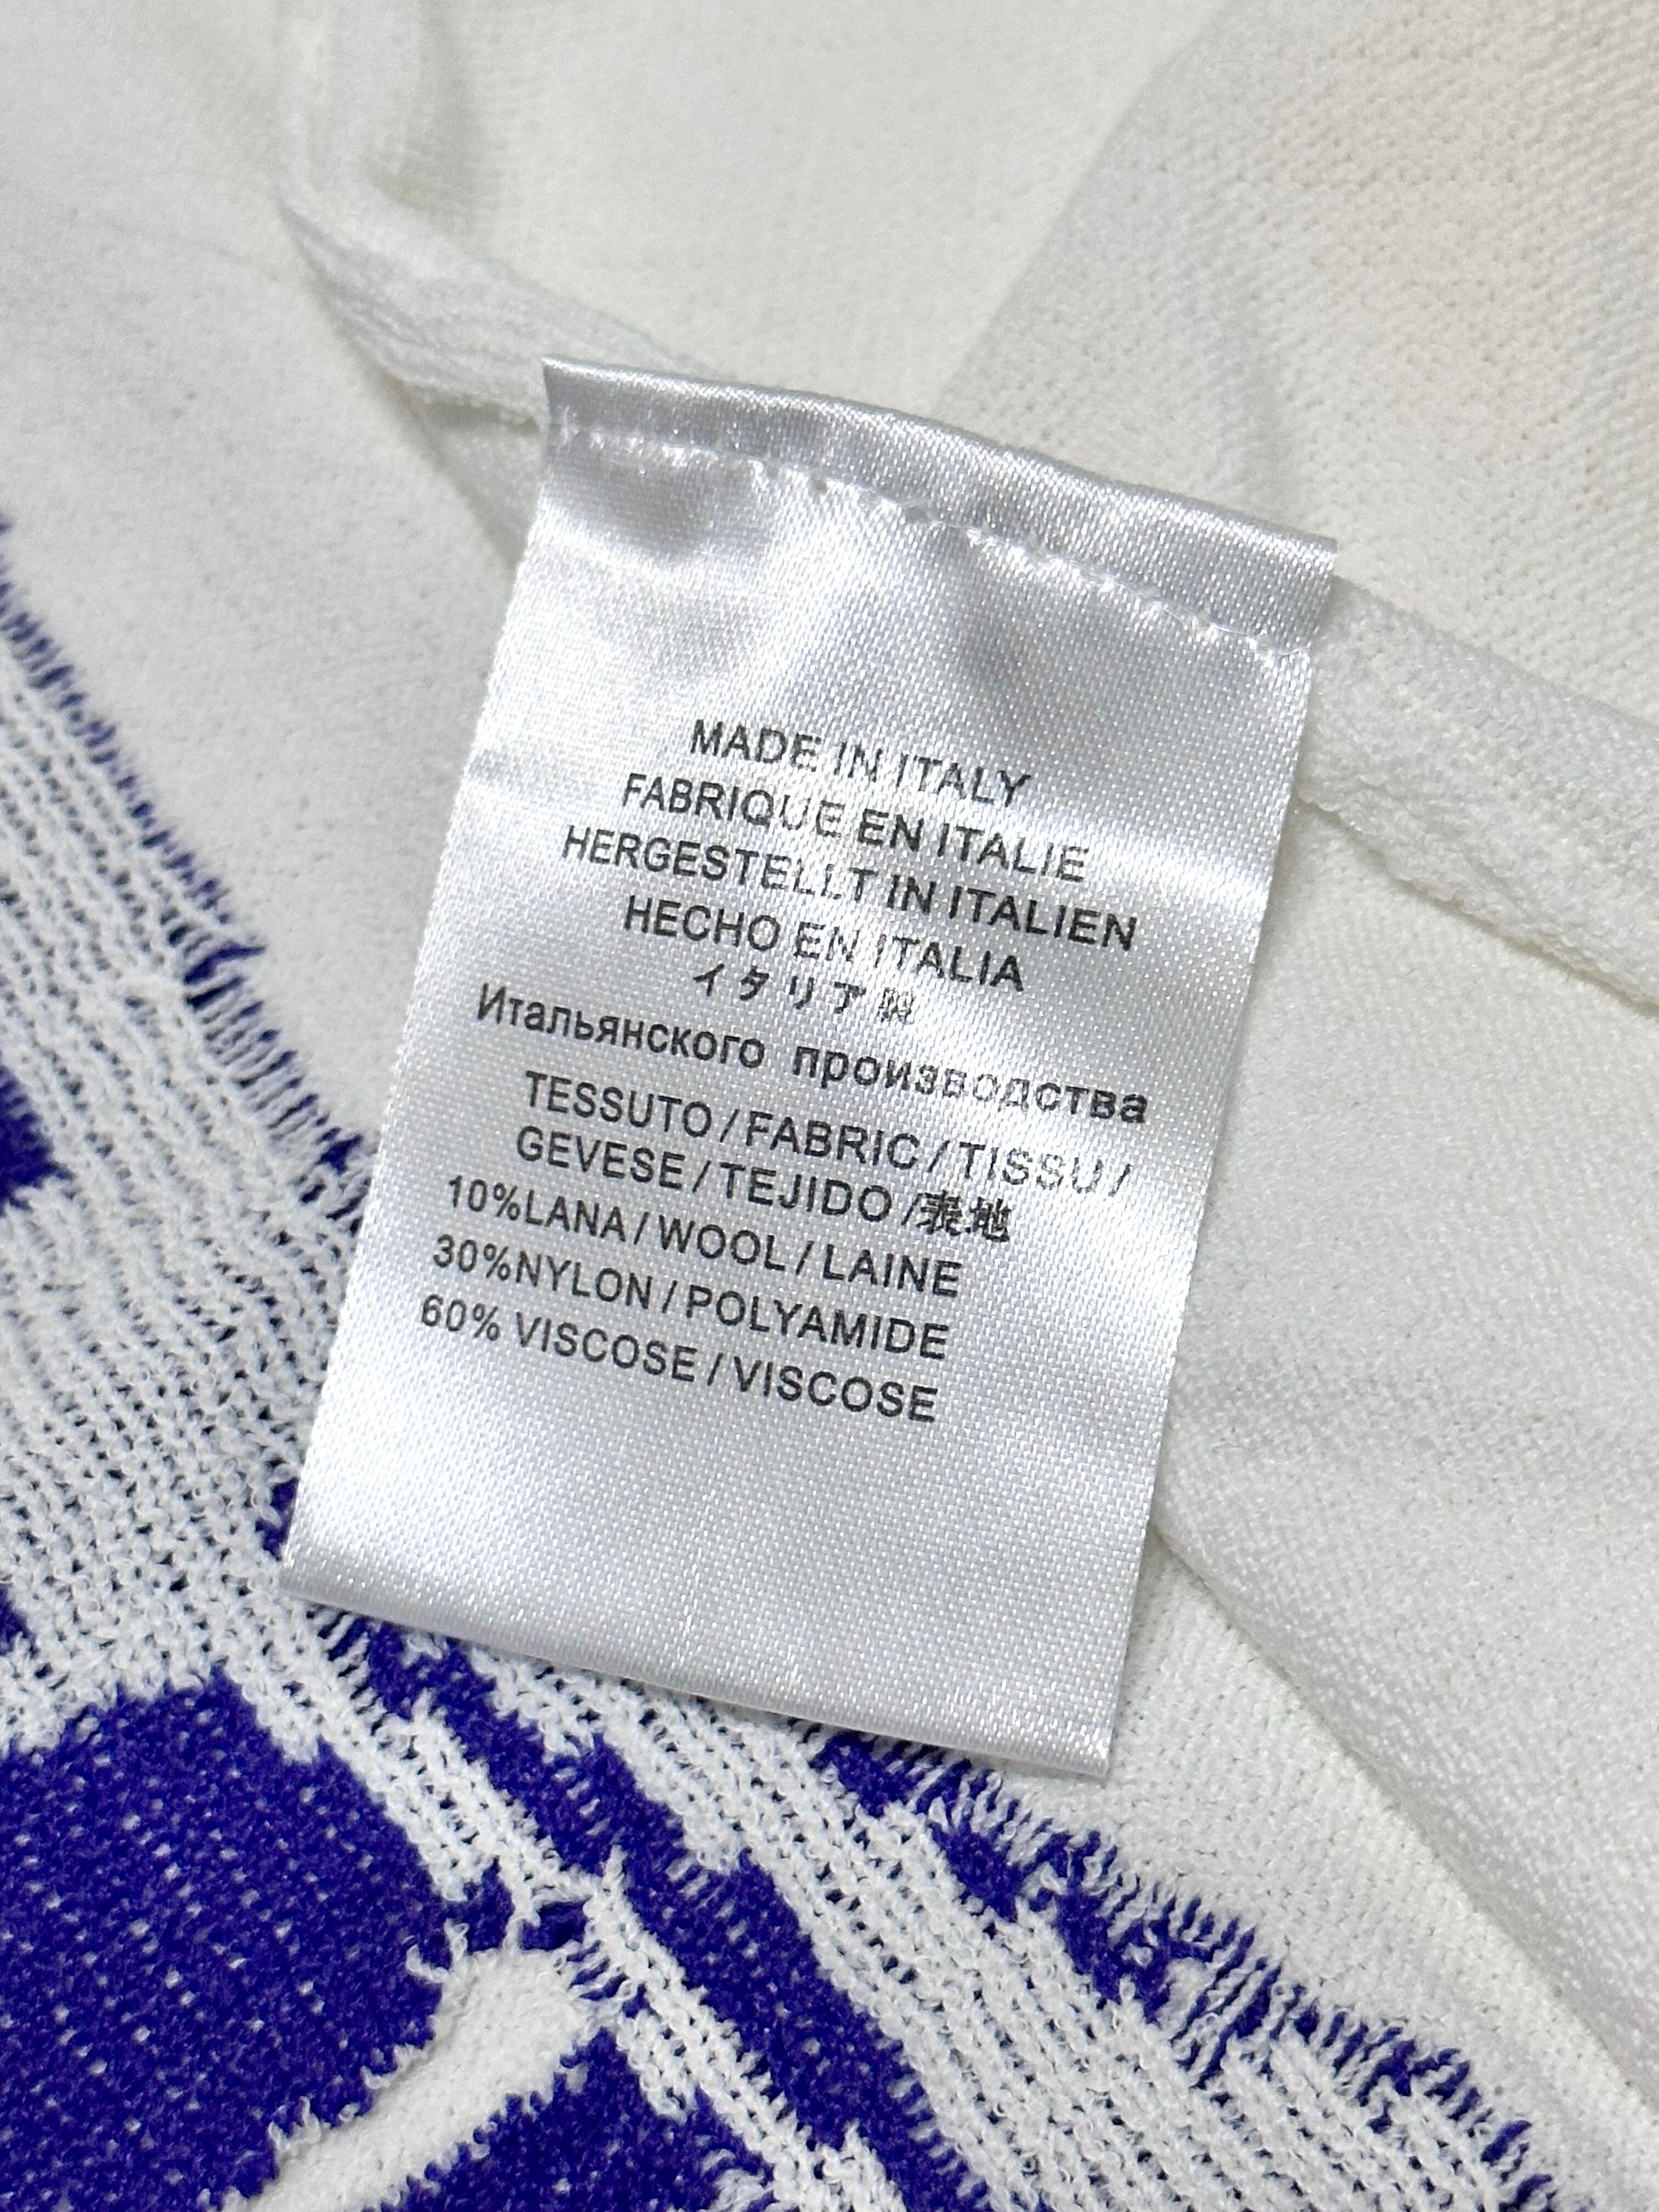 MADE IN ITALY
FABRIQUE EN ITALIE
HERGESTELLT IN ITALIEN
HECHO EN ITALIA
イタリア製
Итальянского производства
TESSUTO / FABRIC / TISSU /
GEVESE / TEJIDO /表地
10%LANA / WOOL / LAINE
30%NYLON / POLYAMIDE
60% VISCOSE / VISCOSE